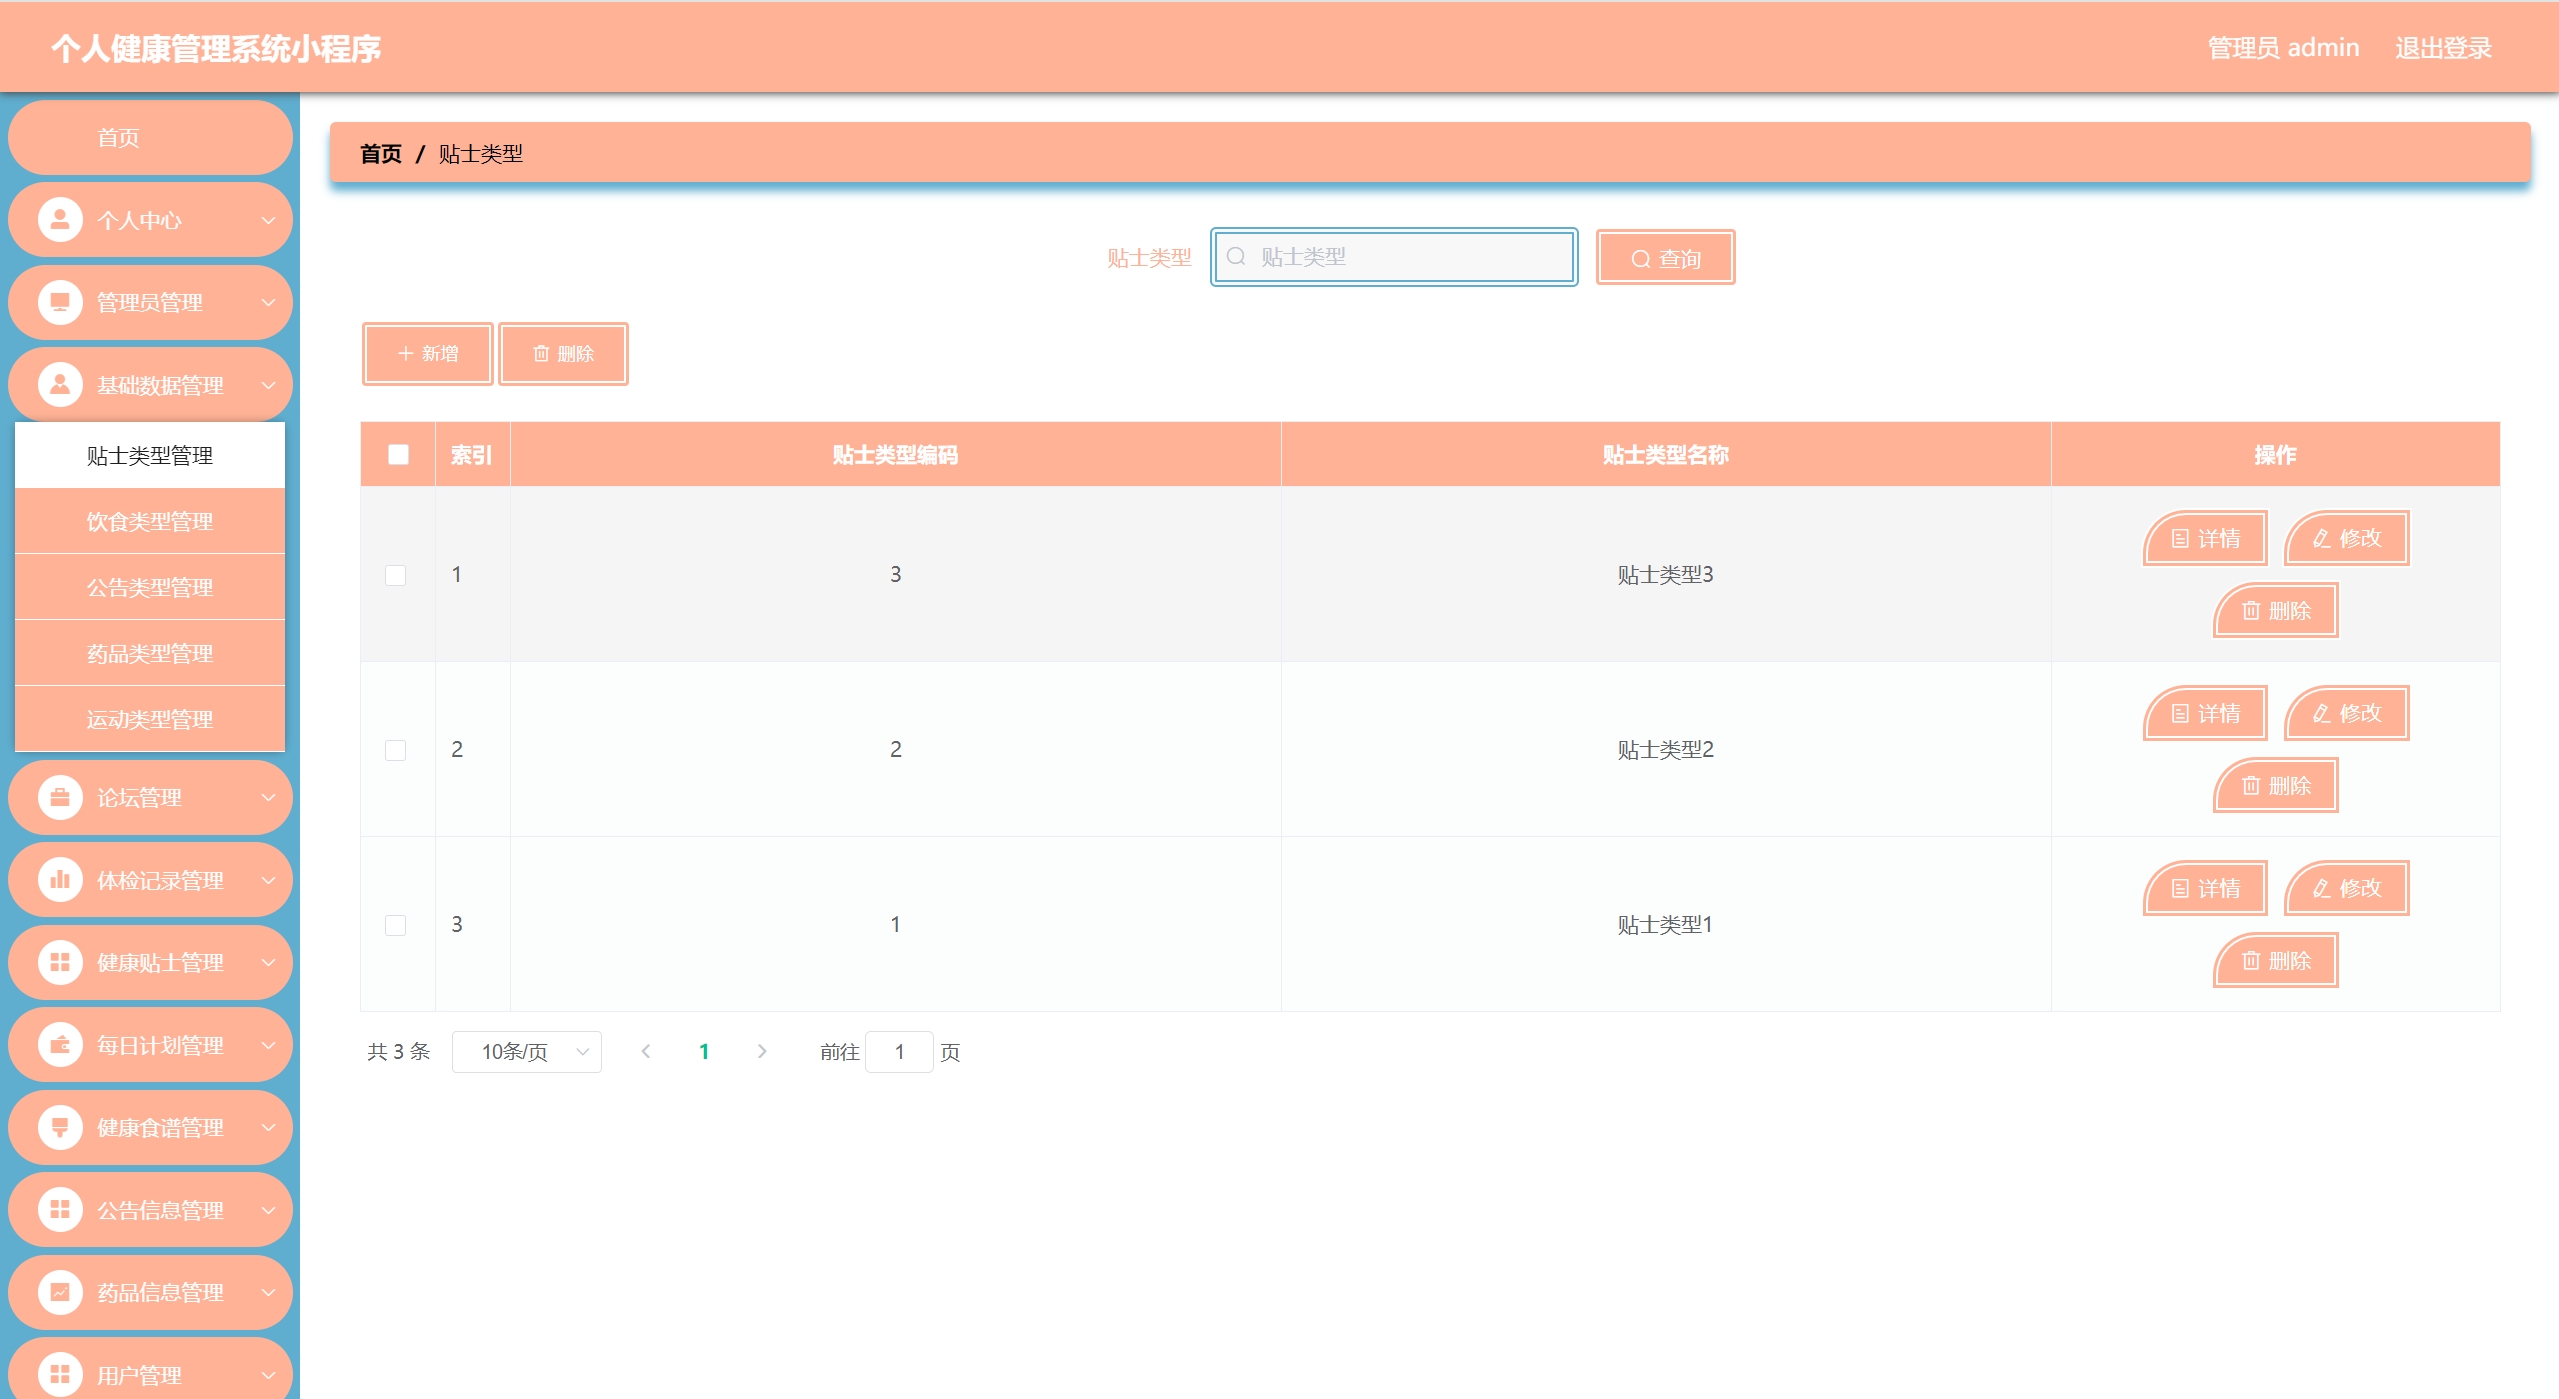 个人健康管理系统小程序
管理员 admin 退出登录
首页
个人中心
管理员管理
基础数据管理
贴士类型管理
饮食类型管理
公告类型管理
药品类型管理
运动类型管理
论坛管理
体检记录管理
健康贴士管理
每日计划管理
健康食谱管理
公告信息管理
药品信息管理
用户管理
首页 / 贴士类型
贴士类型 贴士类型 查询
新增 删除
索引 贴士类型编码 贴士类型名称 操作
1 3 贴士类型3 详情 修改
删除
2 2 贴士类型2 详情 修改
删除
3 1 贴士类型1 详情 修改
删除
共 3 条 10条/页 1 前往 1 页